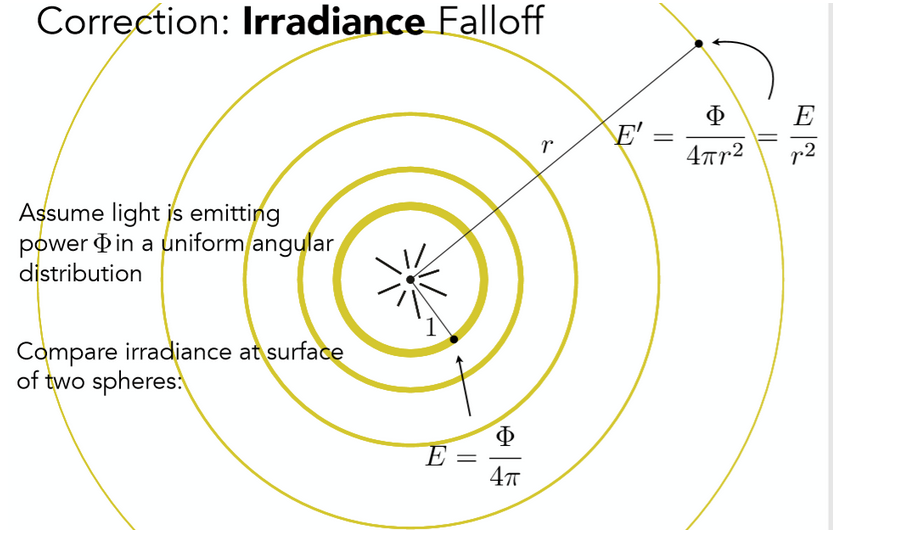 Correction: Irradiance Falloff
r
E′ = Φ / 4πr² = E / r²
Assume light is emitting
power Φ in a uniform angular
distribution
1
Compare irradiance at surface
of two spheres:
E = Φ / 4π